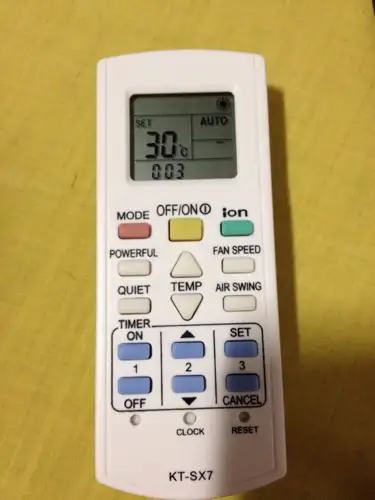 SET AUTO
30°C
003
MODE OFF/ON ion
POWERFUL FAN SPEED
QUIET TEMP AIR SWING
TIMER
ON SET
1 2 3
OFF CANCEL
CLOCK RESET
KT-SX7